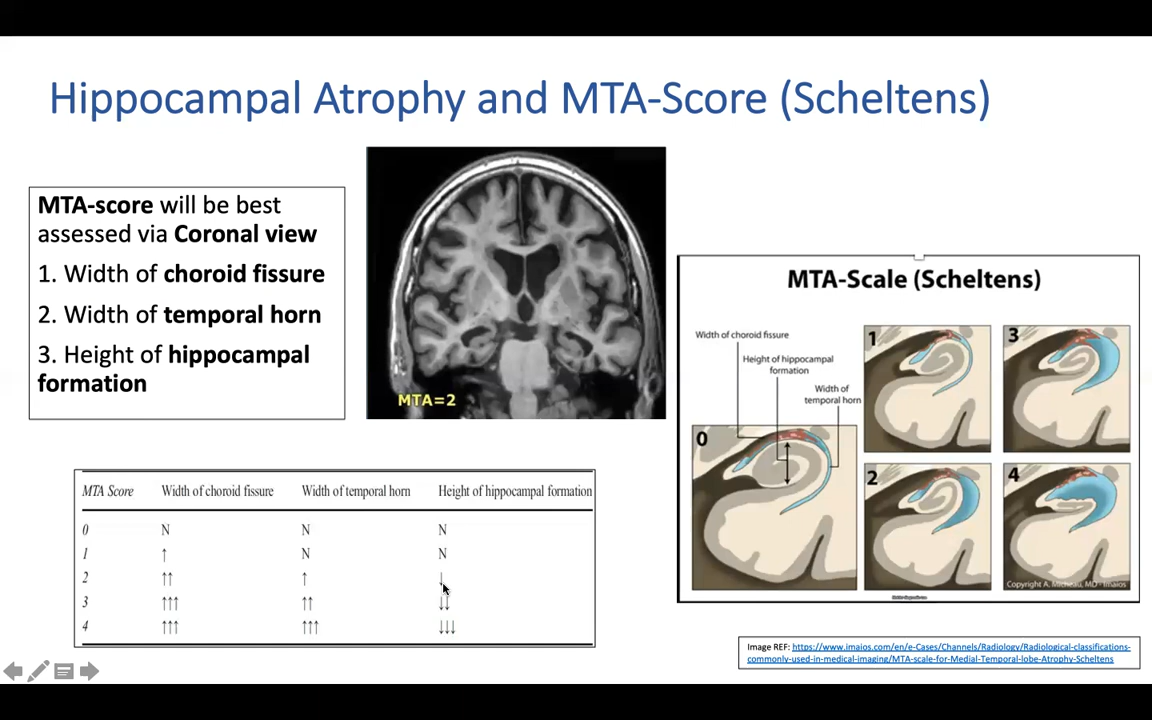 Hippocampal Atrophy and MTA-Score (Scheltens)
MTA-score will be best
assessed via Coronal view
1. Width of choroid fissure
2. Width of temporal horn
3. Height of hippocampal
formation
MTA=2
MTA-Scale (Scheltens)
Width of choroid fissure
Height of hippocampal
formation
Width of
temporal horn
0
1
3
2
4
Copyright A. Micheau, MD - Imaios
MTA Score Width of choroid fissure Width of temporal horn Height of hippocampal formation
0 N N N
1 ↑ N N
2 ↑↑ ↑ ↓
3 ↑↑↑ ↑↑ ↓↓
4 ↑↑↑ ↑↑↑ ↓↓↓
Image REF: https://www.imaios.com/en/e-Cases/Channels/Radiology/Radiological-classifications-
commonly-used-in-medical-imaging/MTA-scale-for-Medial-Temporal-lobe-Atrophy-Scheltens